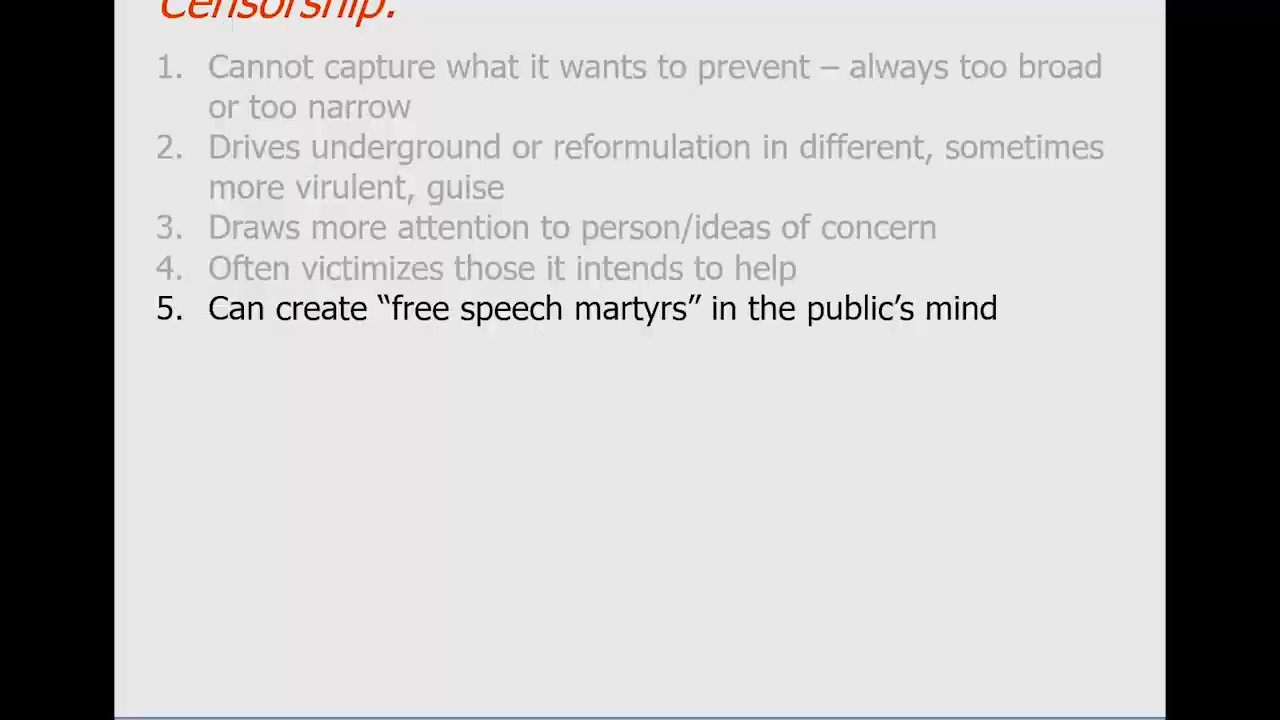 Censorship:
1. Cannot capture what it wants to prevent – always too broad
or too narrow
2. Drives underground or reformulation in different, sometimes
more virulent, guise
3. Draws more attention to person/ideas of concern
4. Often victimizes those it intends to help
5. Can create “free speech martyrs” in the public’s mind